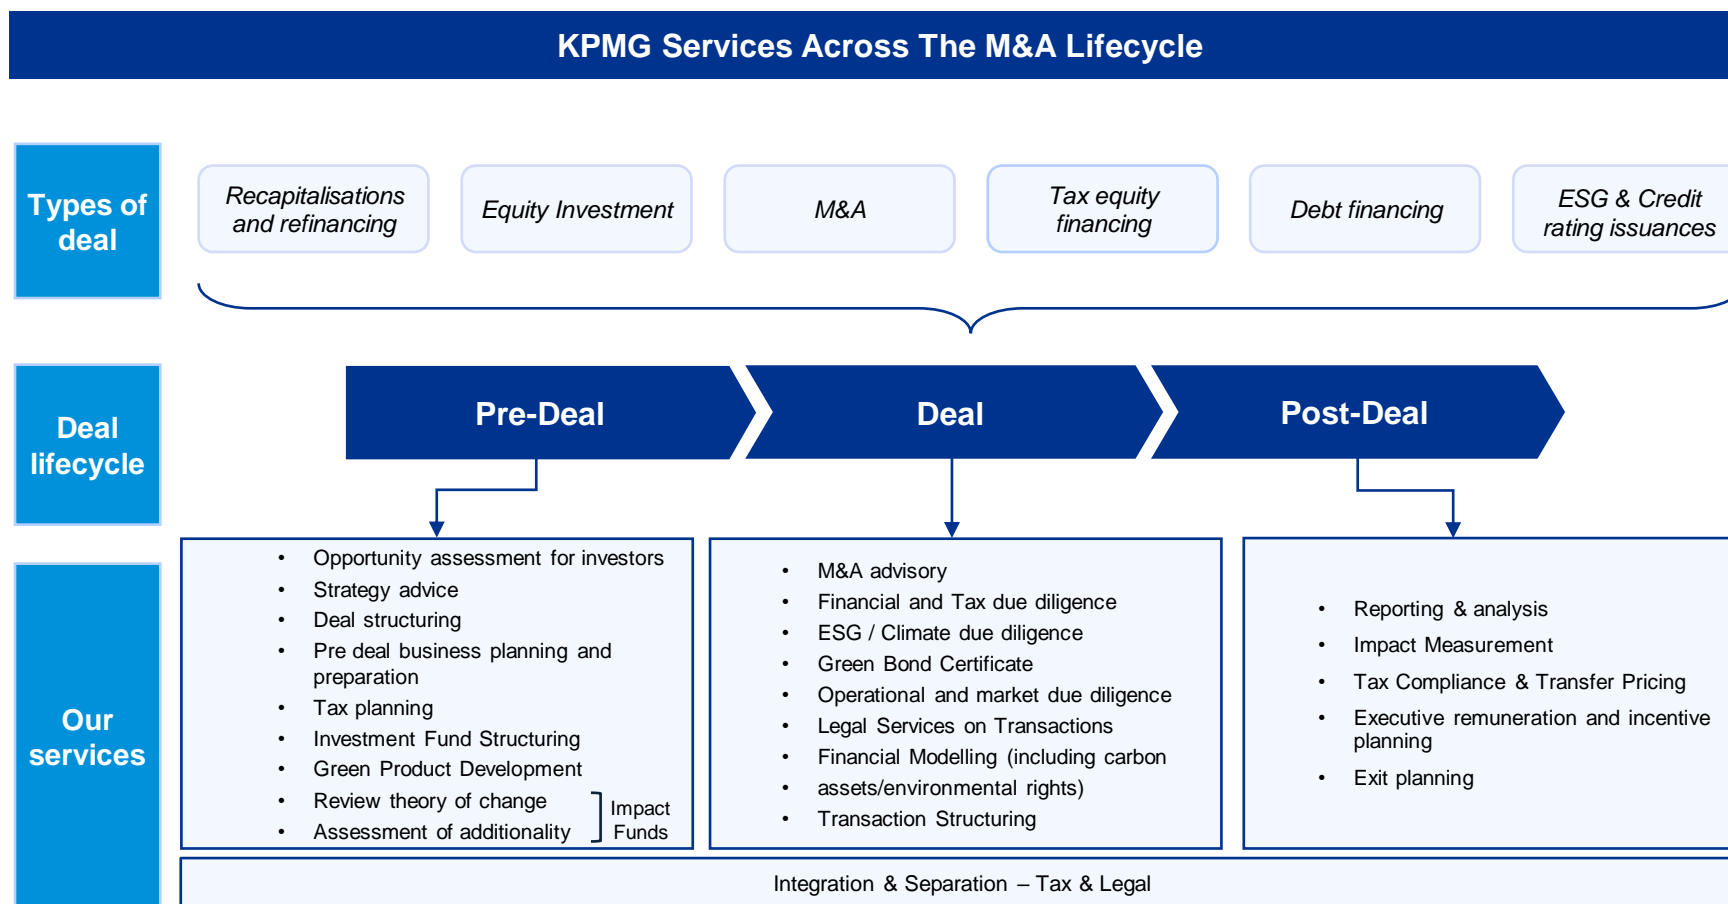 KPMG Services Across The M&A Lifecycle
Types of
deal
Recapitalisations
and refinancing
Equity Investment
M&A
Tax equity
financing
Debt financing
ESG & Credit
rating issuances
Deal
lifecycle
Pre-Deal
Deal
Post-Deal
Our
services
• Opportunity assessment for investors
• Strategy advice
• Deal structuring
• Pre deal business planning and
preparation
• Tax planning
• Investment Fund Structuring
• Green Product Development
• Review theory of change
• Assessment of additionality
Impact
Funds
• M&A advisory
• Financial and Tax due diligence
• ESG / Climate due diligence
• Green Bond Certificate
• Operational and market due diligence
• Legal Services on Transactions
• Financial Modelling (including carbon
• assets/environmental rights)
• Transaction Structuring
• Reporting & analysis
• Impact Measurement
• Tax Compliance & Transfer Pricing
• Executive remuneration and incentive
planning
• Exit planning
Integration & Separation – Tax & Legal